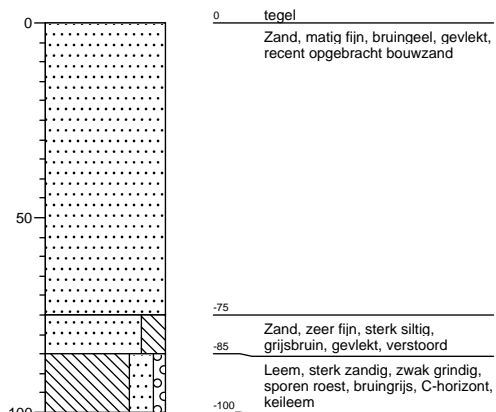 0
50
100
0 tegel
Zand, matig fijn, bruingeel, gevlekt,
recent opgebracht bouwzand
-75
Zand, zeer fijn, sterk siltig,
grijsbruin, gevlekt, verstoord
-85
Leem, sterk zandig, zwak grindig,
sporen roest, bruingrijs, C-horizont,
keileem
-100